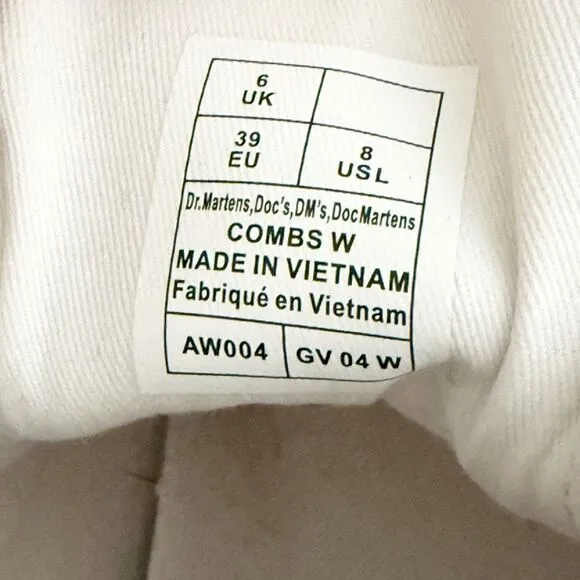 6
UK
39
EU
8
US L
Dr.Martens,Doc's,DM's,DocMartens
COMBS W
MADE IN VIETNAM
Fabriqué en Vietnam
AW004
GV 04 W